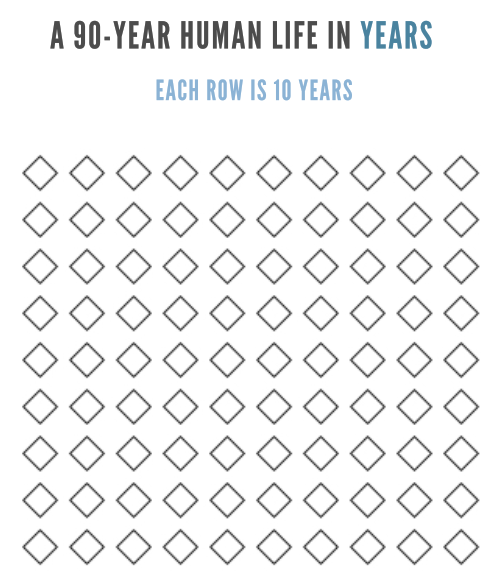 A 90-YEAR HUMAN LIFE IN YEARS
EACH ROW IS 10 YEARS